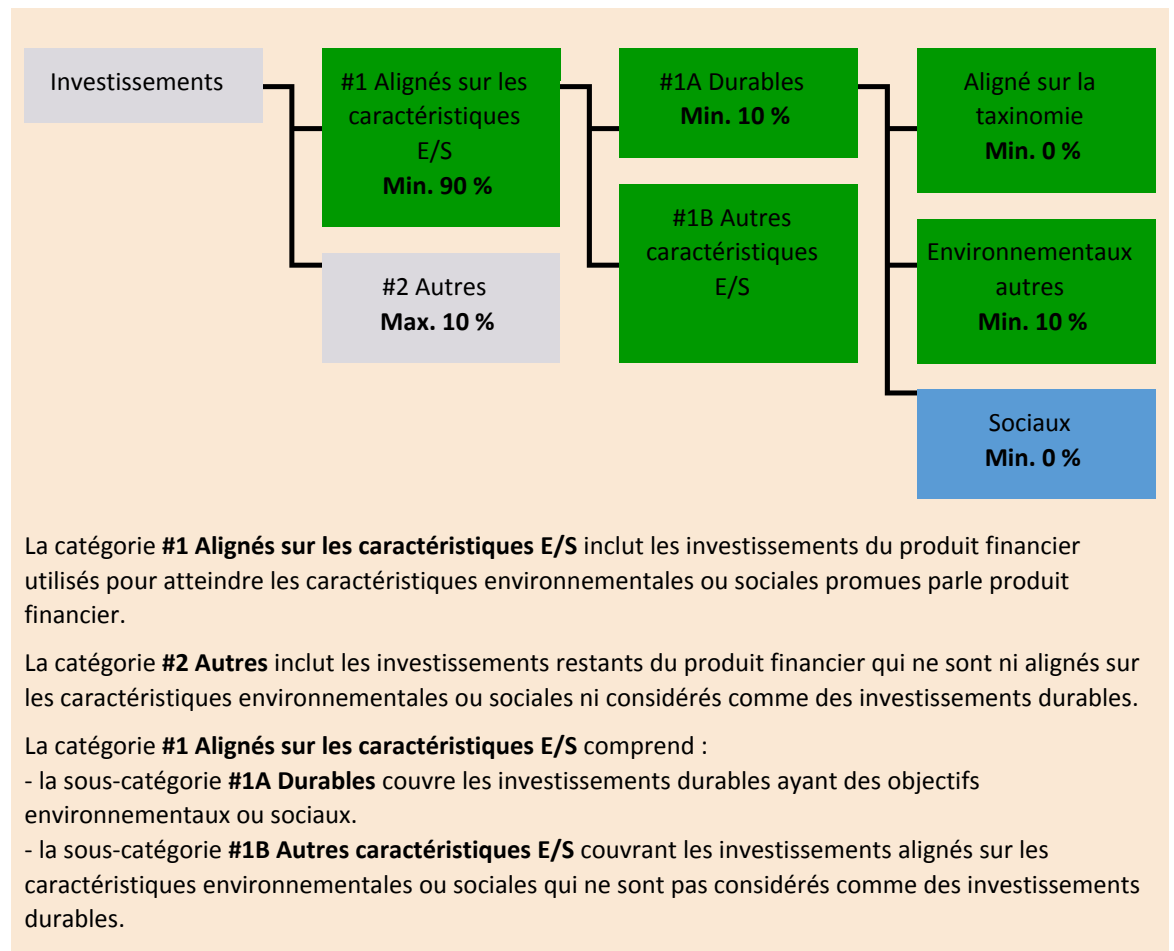 Investissements
#1 Alignés sur les
caractéristiques
E/S
Min. 90 %
#2 Autres
Max. 10 %
#1A Durables
Min. 10 %
#1B Autres
caractéristiques
E/S
Aligné sur la
taxinomie
Min. 0 %
Environnementaux
autres
Min. 10 %
Sociaux
Min. 0 %
La catégorie #1 Alignés sur les caractéristiques E/S inclut les investissements du produit financier
utilisés pour atteindre les caractéristiques environnementales ou sociales promues parle produit
financier.
La catégorie #2 Autres inclut les investissements restants du produit financier qui ne sont ni alignés sur
les caractéristiques environnementales ou sociales ni considérés comme des investissements durables.
La catégorie #1 Alignés sur les caractéristiques E/S comprend :
- la sous-catégorie #1A Durables couvre les investissements durables ayant des objectifs
environnementaux ou sociaux.
- la sous-catégorie #1B Autres caractéristiques E/S couvrant les investissements alignés sur les
caractéristiques environnementales ou sociales qui ne sont pas considérés comme des investissements
durables.